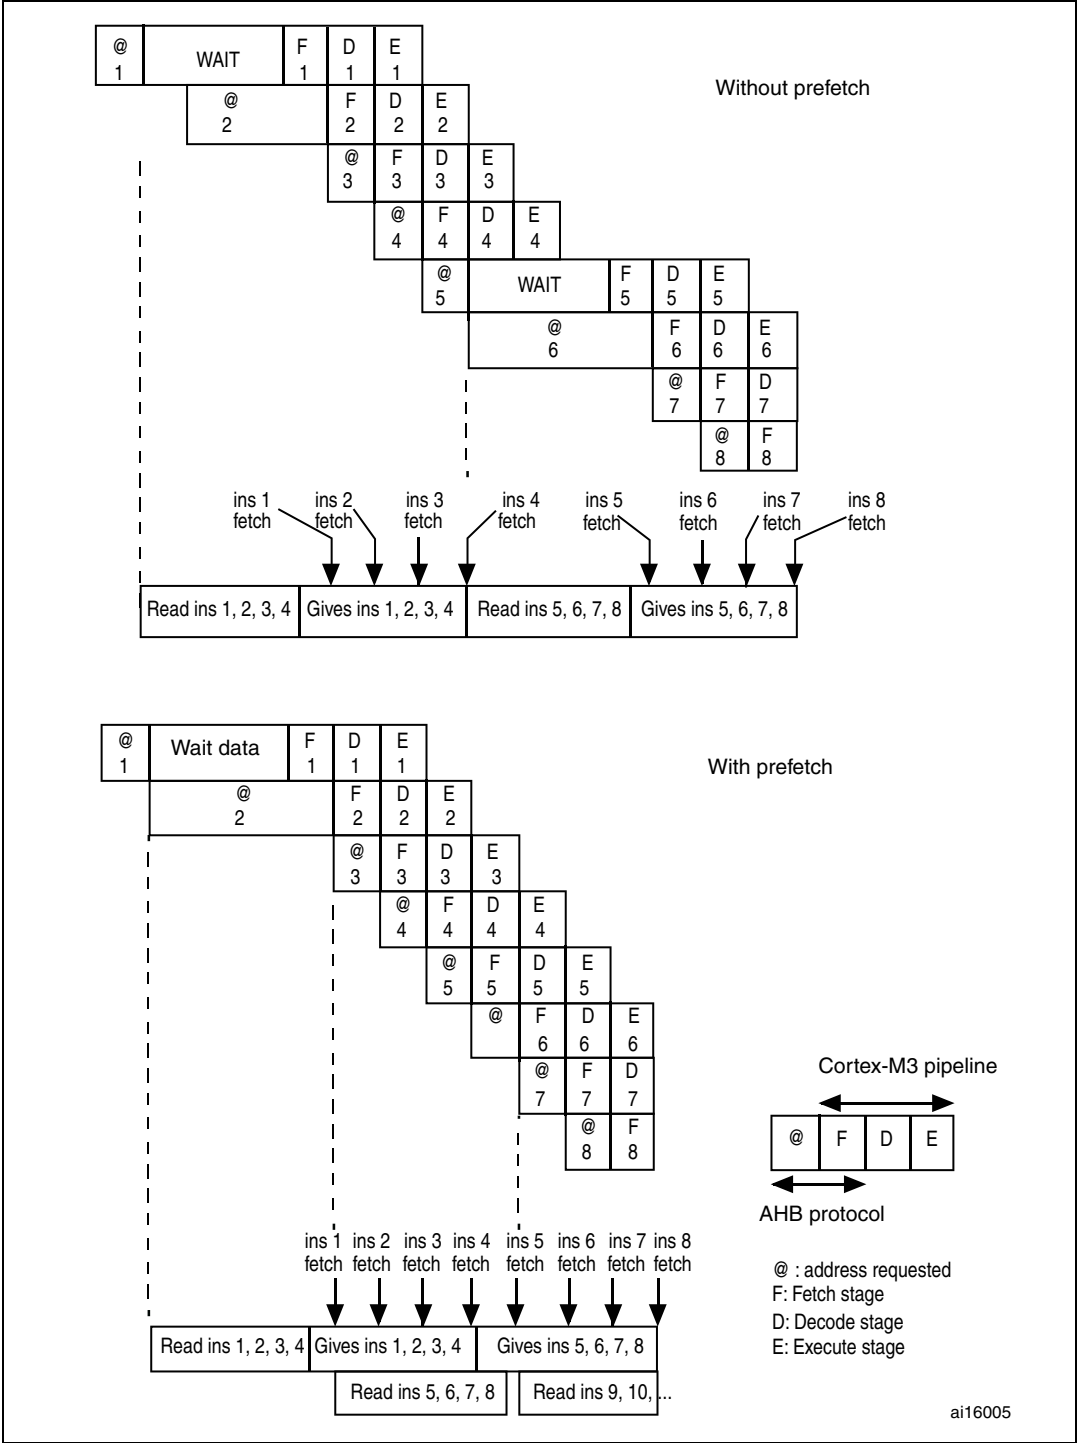 @ WAIT F D E
1 1 1 1
Without prefetch
@ F D E
2 2 2 2
@ F D E
3 3 3 3
@ F D E
4 4 4 4
@ WAIT F D E
5 5 5 5
@ F D E
6 6 6 6
@ F D
7 7 7
@ F
8 8
ins 1 ins 2 ins 3 ins 4 ins 5 ins 6 ins 7 ins 8
fetch fetch fetch fetch fetch fetch fetch fetch
Read ins 1, 2, 3, 4 Gives ins 1, 2, 3, 4 Read ins 5, 6, 7, 8 Gives ins 5, 6, 7, 8
@ Wait data F D E
1 1 1 1
With prefetch
@ F D E
2 2 2 2
@ F D E
3 3 3 3
@ F D E
4 4 4 4
@ F D E
5 5 5 5
@ F D E
6 6 6
@ F D
7 7 7
@ F
8 8
Cortex-M3 pipeline
@ F D E
AHB protocol
@ : address requested
F: Fetch stage
D: Decode stage
E: Execute stage
ins 1 ins 2 ins 3 ins 4 ins 5 ins 6 ins 7 ins 8
fetch fetch fetch fetch fetch fetch fetch fetch
Read ins 1, 2, 3, 4 Gives ins 1, 2, 3, 4 Gives ins 5, 6, 7, 8
Read ins 5, 6, 7, 8 Read ins 9, 10, ...
ai16005